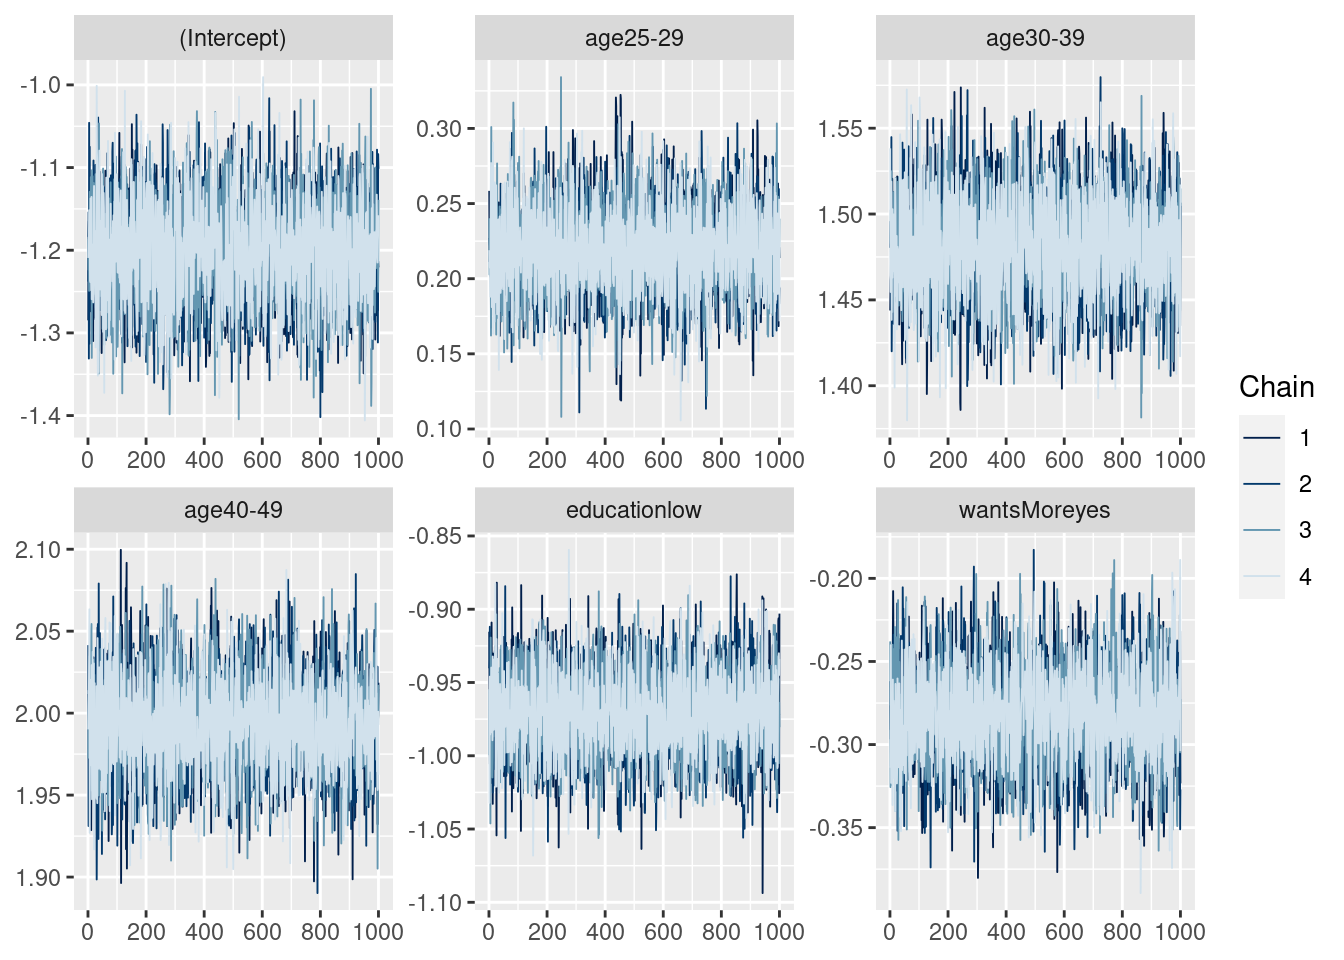 (Intercept)
age25-29
age30-39
-1.0
-1.1
-1.2
-1.3
-1.4
0.30
0.25
0.20
0.15
0.10
1.55
1.50
1.45
1.40
0 200 400 600 800 1000
0 200 400 600 800 1000
0 200 400 600 800 1000
age40-49
educationlow
wantsMoreyes
2.10
2.05
2.00
1.95
1.90
-0.85
-0.90
-0.95
-1.00
-1.05
-1.10
-0.20
-0.25
-0.30
-0.35
0 200 400 600 800 1000
0 200 400 600 800 1000
0 200 400 600 800 1000
Chain
1
2
3
4